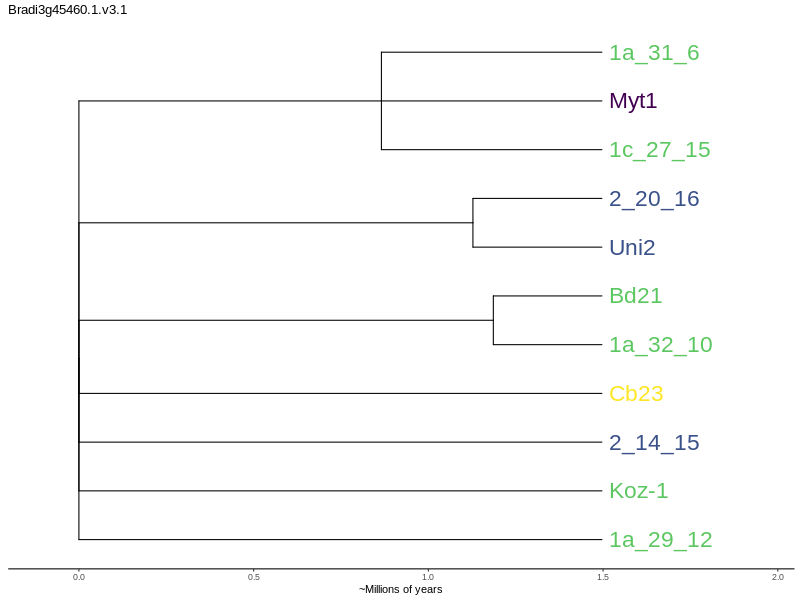 Bradi3g45460.1.v3.1
1a_31_6
Myt1
1c_27_15
2_20_16
Uni2
Bd21
1a_32_10
Cb23
2_14_15
Koz-1
1a_29_12
0.0 0.5 1.0 1.5 2.0
~Millions of years